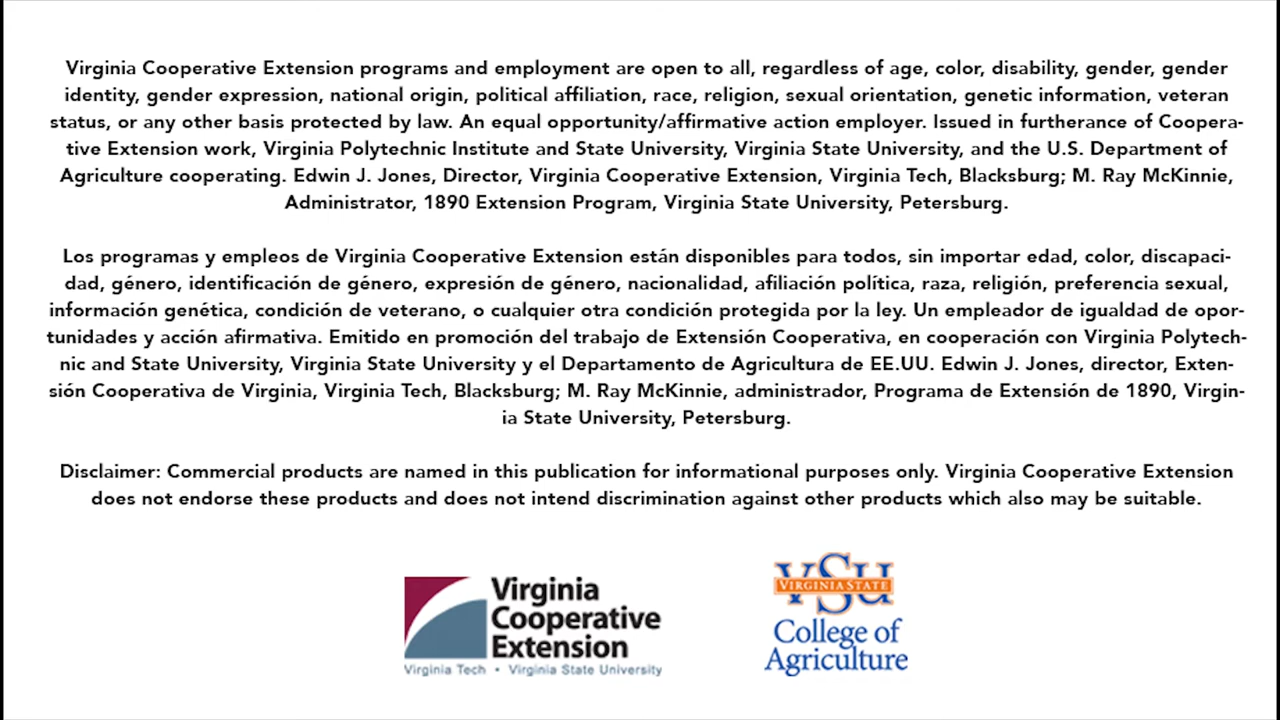 Virginia Cooperative Extension programs and employment are open to all, regardless of age, color, disability, gender, gender
identity, gender expression, national origin, political affiliation, race, religion, sexual orientation, genetic information, veteran
status, or any other basis protected by law. An equal opportunity/affirmative action employer. Issued in furtherance of Coopera-
tive Extension work, Virginia Polytechnic Institute and State University, Virginia State University, and the U.S. Department of
Agriculture cooperating. Edwin J. Jones, Director, Virginia Cooperative Extension, Virginia Tech, Blacksburg; M. Ray McKinnie,
Administrator, 1890 Extension Program, Virginia State University, Petersburg.
Los programas y empleos de Virginia Cooperative Extension están disponibles para todos, sin importar edad, color, discapaci-
dad, género, identificación de género, expresión de género, nacionalidad, afiliación política, raza, religión, preferencia sexual,
información genética, condición de veterano, o cualquier otra condición protegida por la ley. Un empleador de igualdad de opor-
tunidades y acción afirmativa. Emitido en promoción del trabajo de Extensión Cooperativa, en cooperación con Virginia Polytech-
nic and State University, Virginia State University y el Departamento de Agricultura de EE.UU. Edwin J. Jones, director, Exten-
sión Cooperativa de Virginia, Virginia Tech, Blacksburg; M. Ray McKinnie, administrador, Programa de Extensión de 1890, Virgin-
ia State University, Petersburg.
Disclaimer: Commercial products are named in this publication for informational purposes only. Virginia Cooperative Extension
does not endorse these products and does not intend discrimination against other products which also may be suitable.
Virginia
Cooperative
Extension
Virginia Tech • Virginia State University
VSU
VIRGINIA STATE
College of
Agriculture